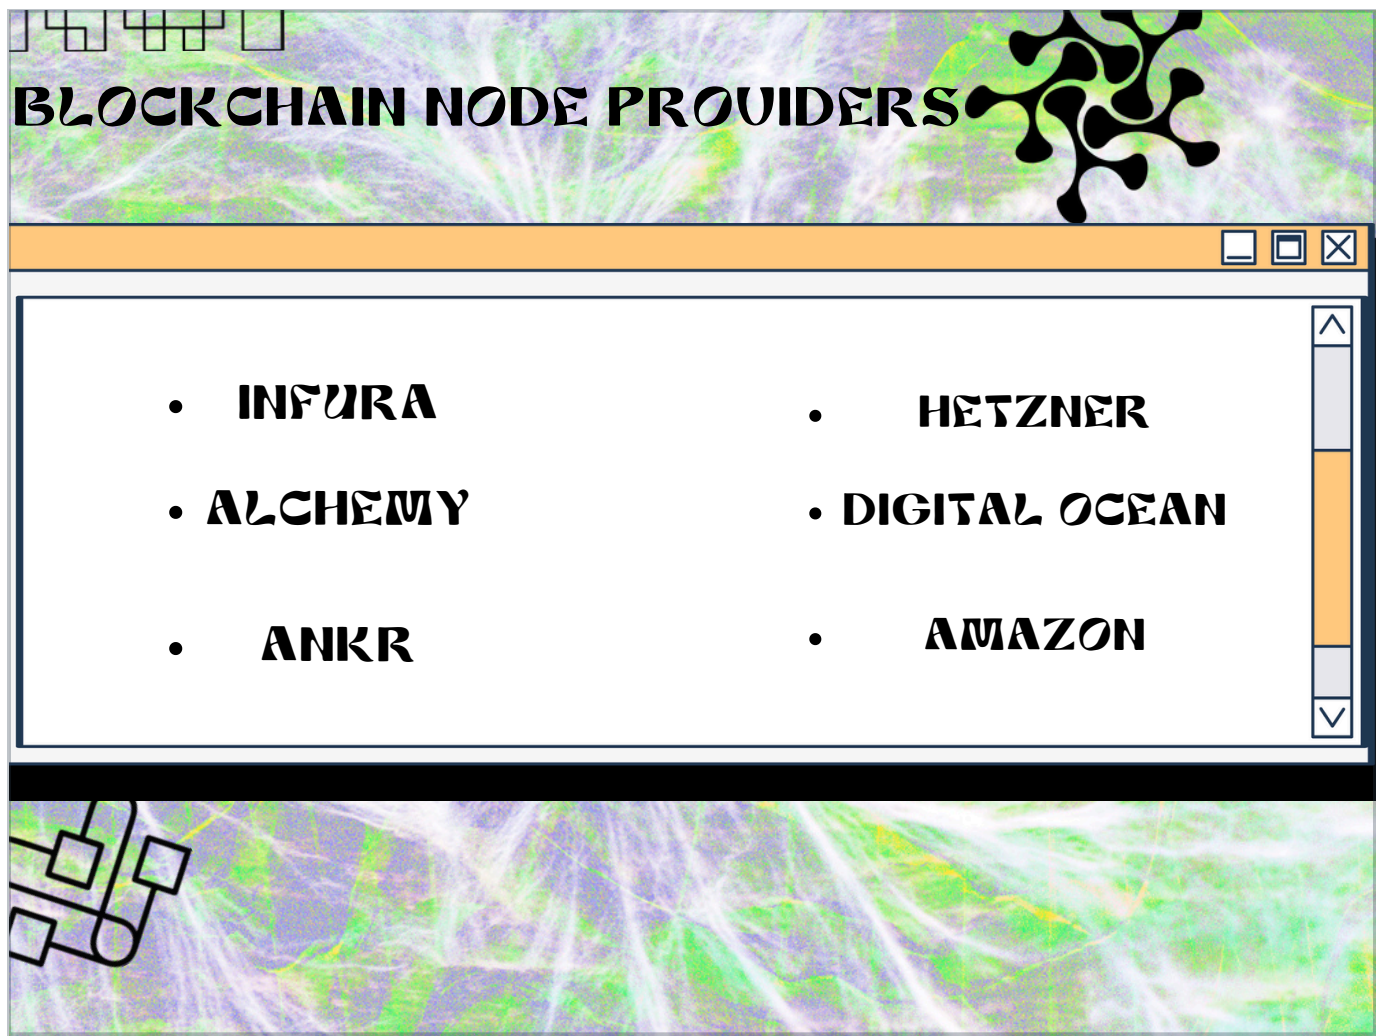 BLOCKCHAIN NODE PROVIDERS
• INFURA
• ALCHEMY
• ANKR
• HETZNER
• DIGITAL OCEAN
• AMAZON